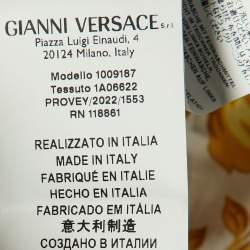 GIANNI VERSACE S.r.l.
Piazza Luigi Einaudi, 4
20124 Milano, Italy
Modello 1009187
Tessuto 1A06622
PROVEY/2022/1553
RN 118861
REALIZZATO IN ITALIA
MADE IN ITALY
FABRIQUÉ EN ITALIE
HECHO EN ITALIA
FABRICADO EM ITÁLIA
意大利制造
СОЗДАНО В ИТАЛИИ